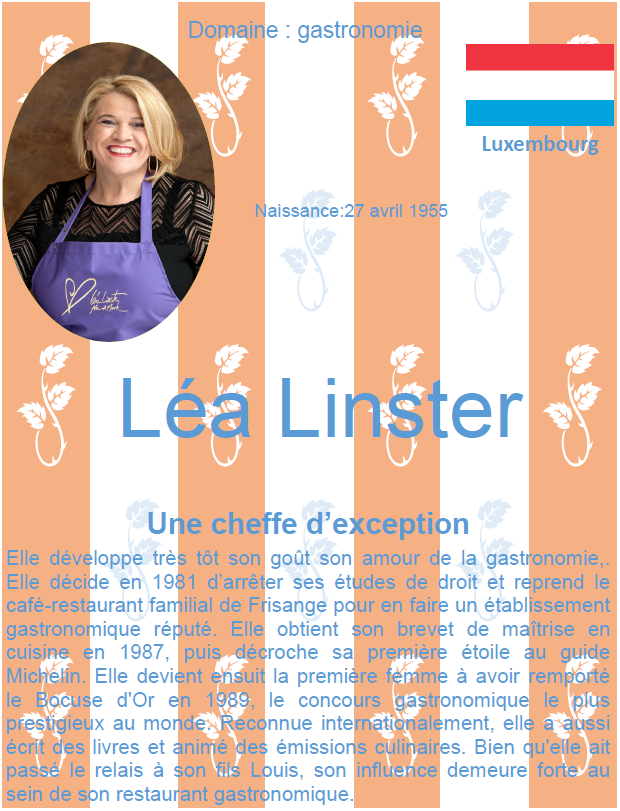 Domaine : gastronomie
Luxembourg
Naissance:27 avril 1955
Léa Linster
Une cheffe d’exception
Elle développe très tôt son goût son amour de la gastronomie,.
Elle décide en 1981 d’arrêter ses études de droit et reprend le
café-restaurant familial de Frisange pour en faire un établissement
gastronomique réputé. Elle obtient son brevet de maîtrise en
cuisine en 1987, puis décroche sa première étoile au guide
Michelin. Elle devient ensuit la première femme à avoir remporté
le Bocuse d'Or en 1989, le concours gastronomique le plus
prestigieux au monde. Reconnue internationalement, elle a aussi
écrit des livres et animé des émissions culinaires. Bien qu'elle ait
passé le relais à son fils Louis, son influence demeure forte au
sein de son restaurant gastronomique.